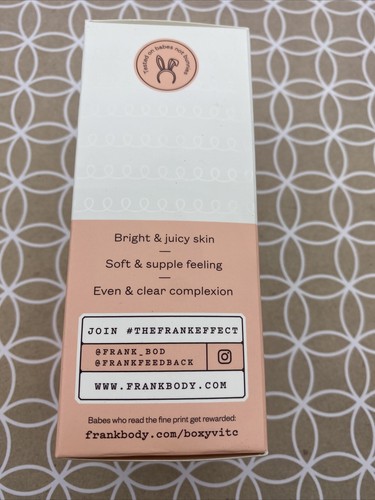 Tested on babes not bunnies
Bright & juicy skin
Soft & supple feeling
Even & clear complexion
JOIN #THEFRANKEFFECT
@FRANK_BOD
@FRANKFEEDBACK
WWW.FRANKBODY.COM
Babes who read the fine print get rewarded:
frankbody.com/boxyvitc